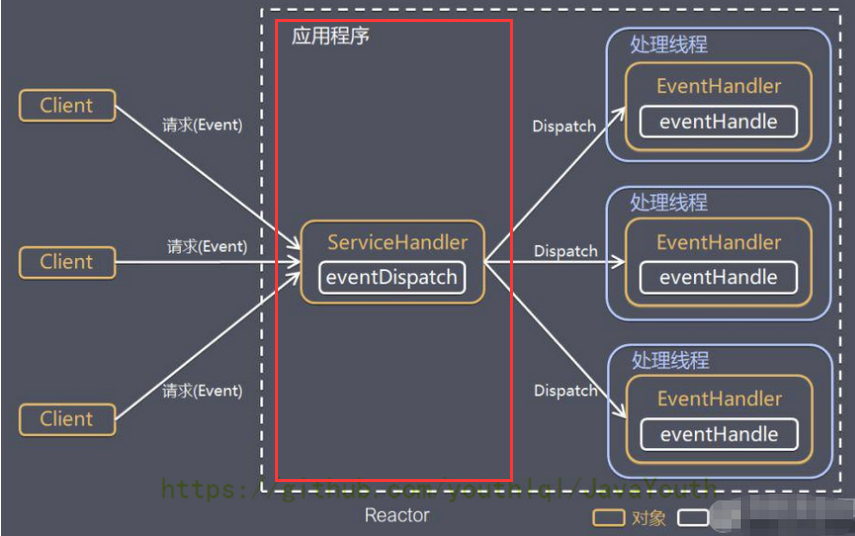 应用程序
处理线程
EventHandler
eventHandle
Client
请求(Event)
Dispatch
处理线程
Client
请求(Event)
ServiceHandler
eventDispatch
Dispatch
EventHandler
eventHandle
处理线程
Client
请求(Event)
Dispatch
EventHandler
eventHandle
https://github.com/youthlql/JavaYouth
Reactor
对象